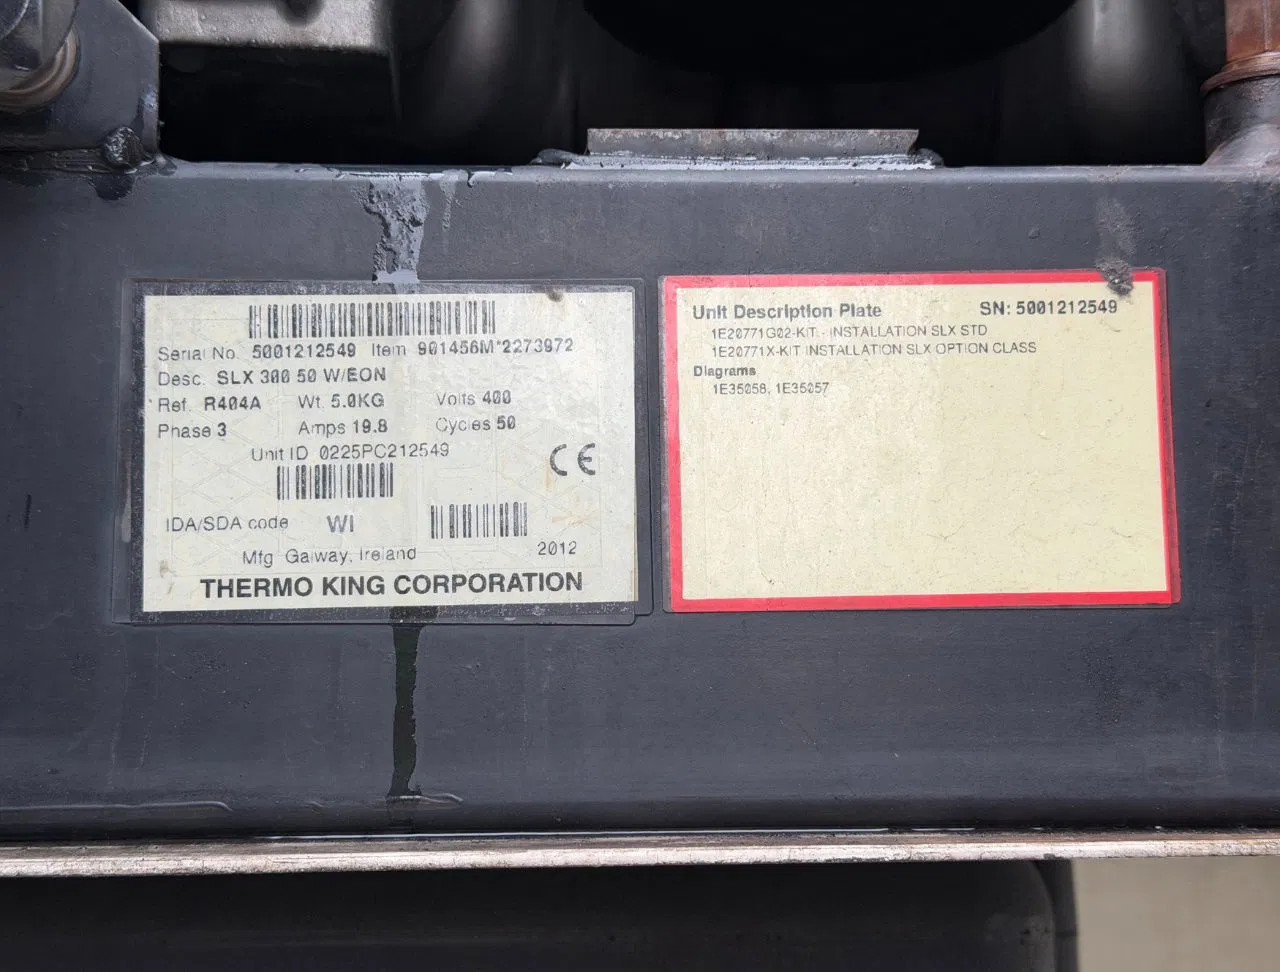 Serial No. 5001212549 Item 901456M*2273972
Desc. SLX 300 50 W/EON
Ref. R404A Wt. 5.0KG Volts 400
Phase 3 Amps 19.8 Cycles 50
Unit ID 0225PC212549
CE
IDA/SDA code WI
Mfg Galway, Ireland 2012
THERMO KING CORPORATION
Unit Description Plate SN: 5001212549
1E20771G02-KIT - INSTALLATION SLX STD
1E20771X-KIT INSTALLATION SLX OPTION CLASS
Diagrams
1E35058, 1E35057